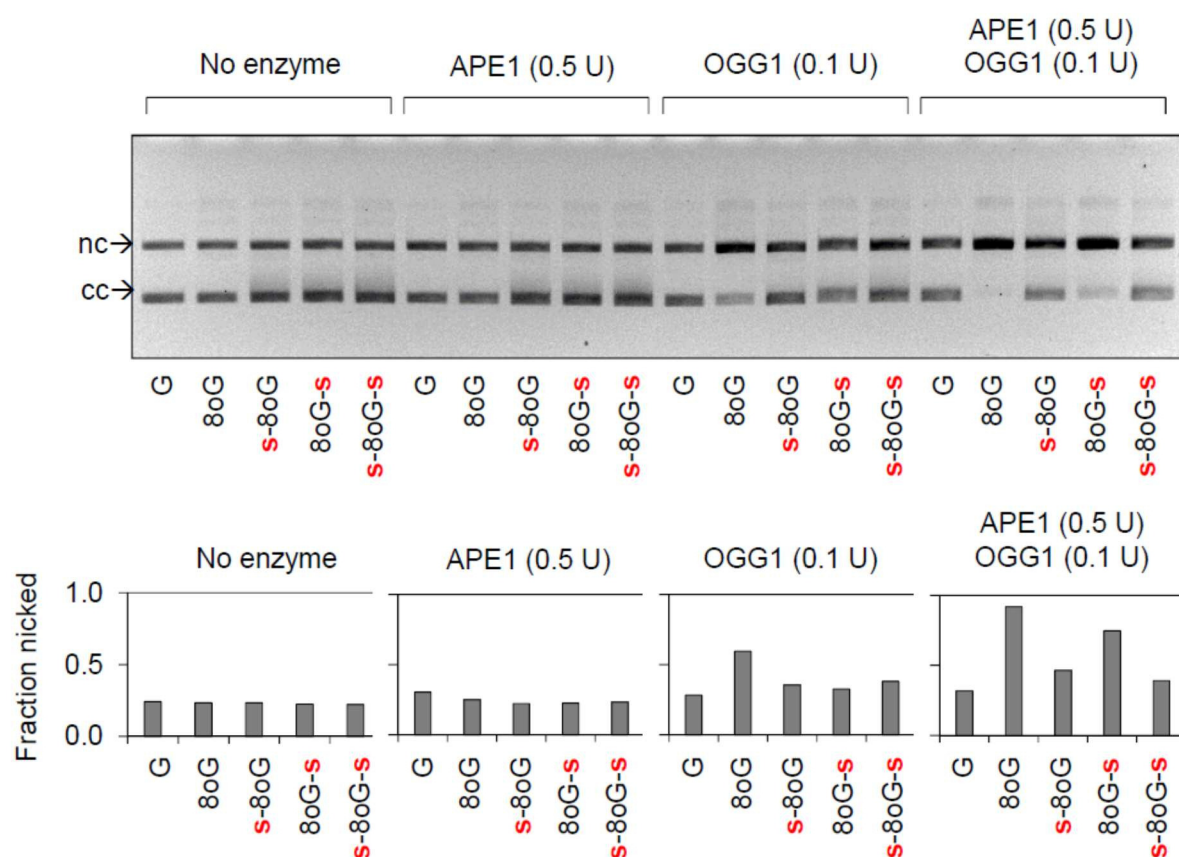 APE1 (0.5 U)
No enzyme APE1 (0.5 U) OGG1 (0.1 U) OGG1 (0.1 U)
nc→
cc→
G 8oG s-8oG 8oG-s s-8oG-s G 8oG s-8oG 8oG-s s-8oG-s G 8oG s-8oG 8oG-s s-8oG-s G 8oG s-8oG 8oG-s s-8oG-s
APE1 (0.5 U)
No enzyme APE1 (0.5 U) OGG1 (0.1 U) OGG1 (0.1 U)
Fraction nicked
1.0
0.5
0.0
G 8oG s-8oG 8oG-s s-8oG-s G 8oG s-8oG 8oG-s s-8oG-s G 8oG s-8oG 8oG-s s-8oG-s G 8oG s-8oG 8oG-s s-8oG-s